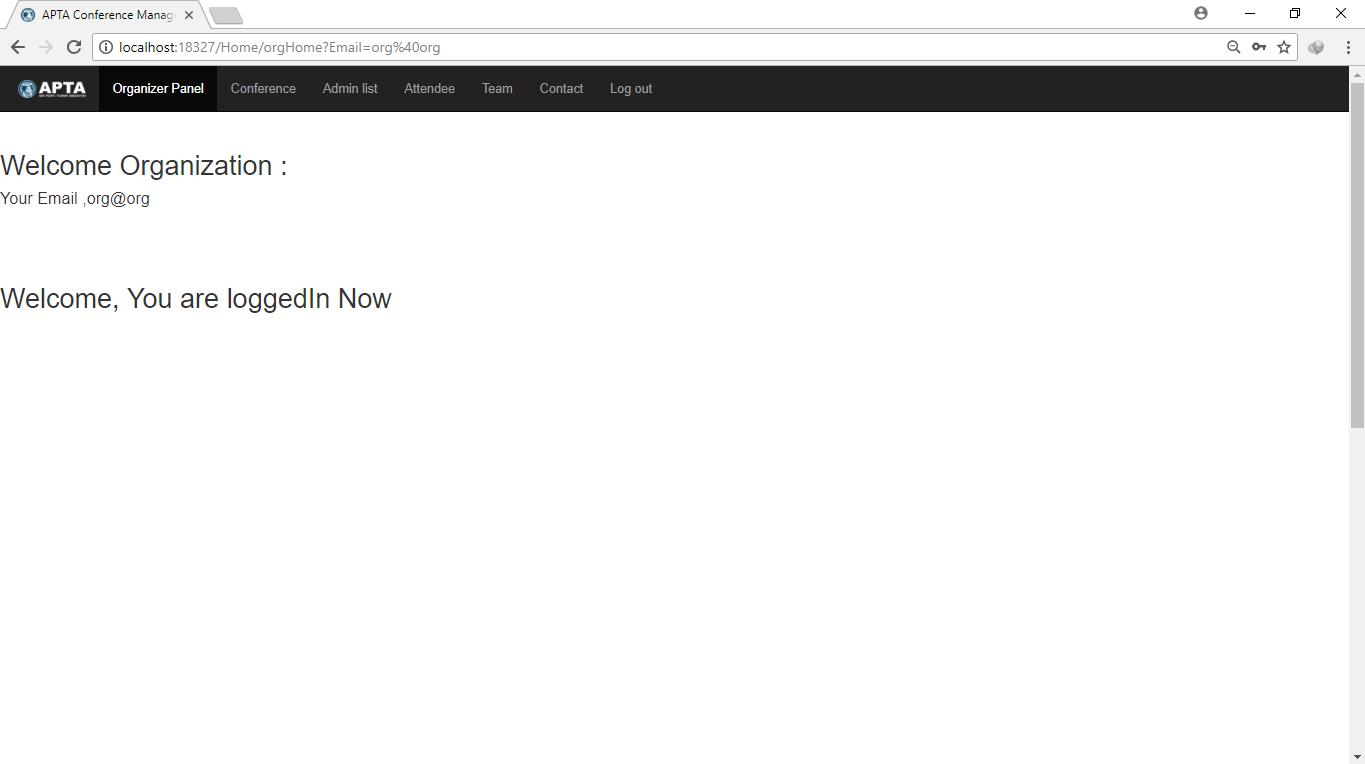 APTA Conference Manag
localhost:18327/Home/orgHome?Email=org%40org
APTA Organizer Panel Conference Admin list Attendee Team Contact Log out
Welcome Organization :
Your Email ,org@org
Welcome, You are loggedIn Now